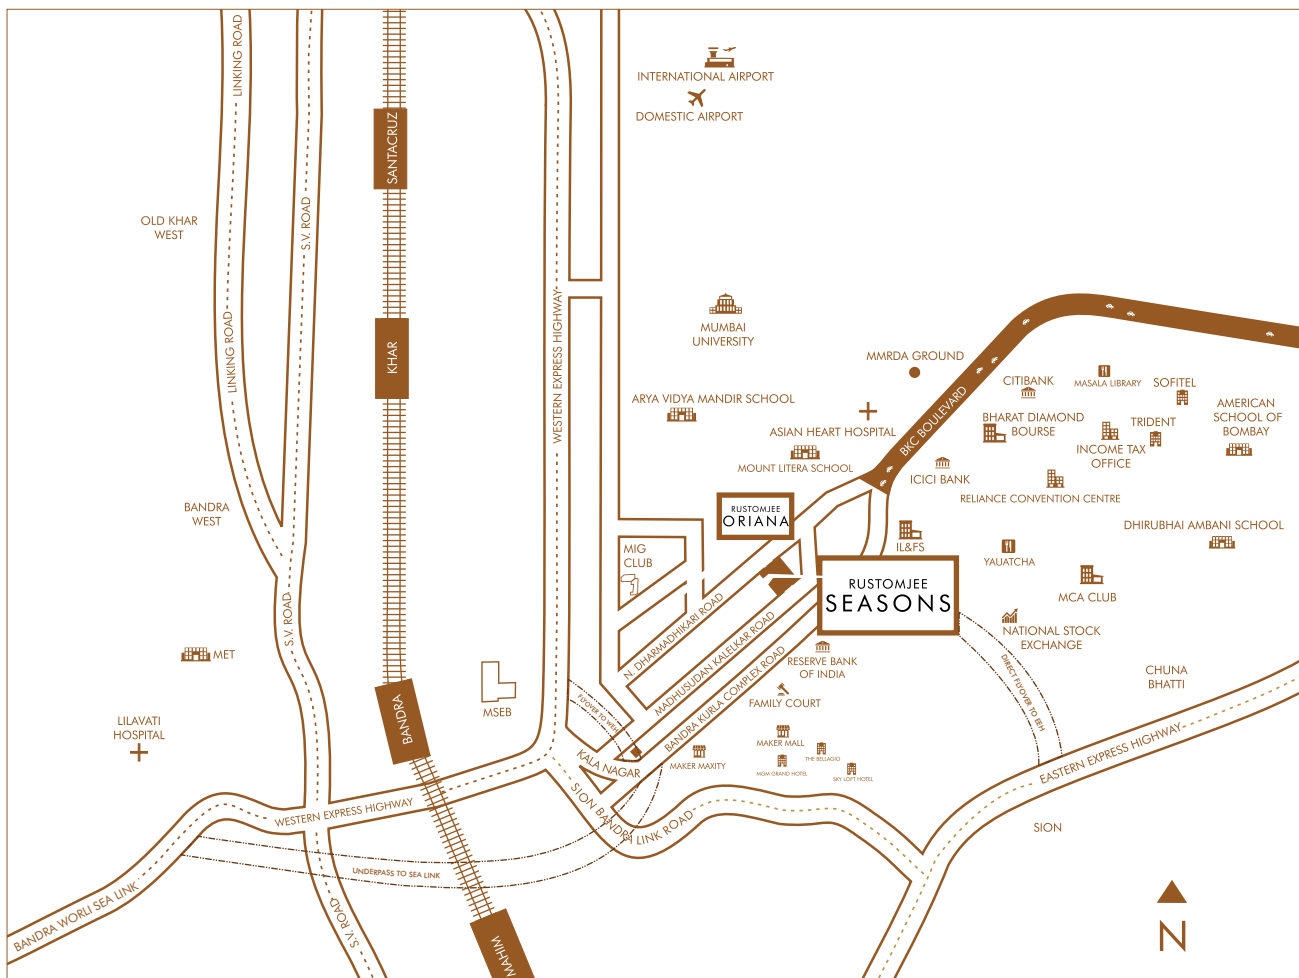 LINKING ROAD
INTERNATIONAL AIRPORT
DOMESTIC AIRPORT
SANTACRUZ
OLD KHAR
WEST
S.V. ROAD
MUMBAI
UNIVERSITY
WESTERN EXPRESS HIGHWAY
LINKING ROAD
KHAR
MMRDA GROUND
CITIBANK
MASALA LIBRARY
SOFITEL
ARYA VIDYA MANDIR SCHOOL
AMERICAN
SCHOOL OF
BOMBAY
BKC BOULEVARD
BHARAT DIAMOND
BOURSE
TRIDENT
ASIAN HEART HOSPITAL
INCOME TAX
OFFICE
MOUNT LITERA SCHOOL
ICICI BANK
RELIANCE CONVENTION CENTRE
BANDRA
WEST
RUSTOMJEE
ORIANA
DHIRUBHAI AMBANI SCHOOL
MIG
CLUB
IL&FS
YAUATCHA
RUSTOMJEE
SEASONS
MCA CLUB
S.V. ROAD
N. DHARMADHIKARI ROAD
MADHUSUDAN KALELKAR ROAD
BANDRA KURLA COMPLEX ROAD
NATIONAL STOCK
EXCHANGE
MET
RESERVE BANK
OF INDIA
DIRECT FLYOVER TO EEH
CHUNA
BHATTI
FAMILY COURT
MSEB
FLYOVER TO WEH
BANDRA
LILAVATI
HOSPITAL
MAKER MALL
THE BELLAGIO
KALA NAGAR
MAKER MAXITY
MGM GRAND HOTEL
SKY LOFT HOTEL
EASTERN EXPRESS HIGHWAY
WESTERN EXPRESS HIGHWAY
SION BANDRA LINK ROAD
SION
UNDERPASS TO SEA LINK
BANDRA WORLI SEA LINK
S.V. ROAD
MAHIM
N